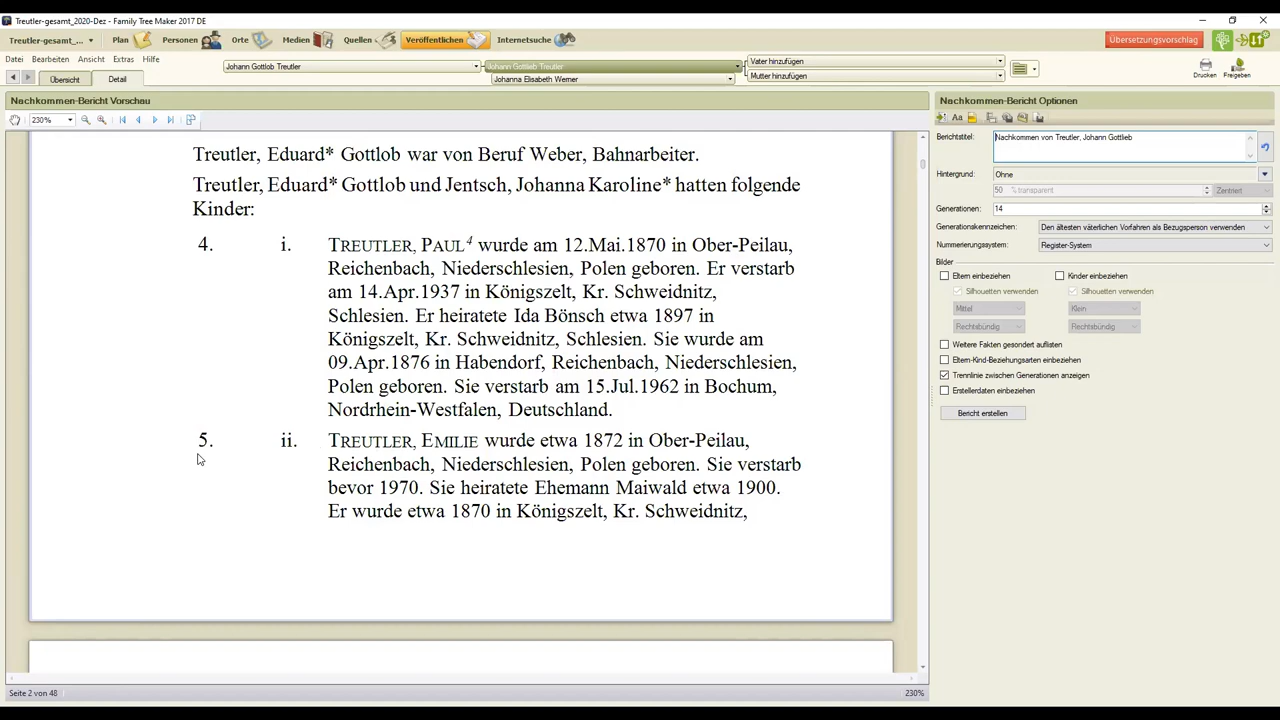 Treutler-gesamt_2020-Dez - Family Tree Maker 2017 DE
Treutler-gesamt_... Plan Personen Orte Medien Quellen Veröffentlichen Internetsuche Übersetzungsvorschlag
Datei Bearbeiten Ansicht Extras Hilfe
Johann Gottlob Treutler Johann Gottlieb Treutler Vater hinzufügen
Übersicht Detail Johanna Elisabeth Werner Mutter hinzufügen Drucken Freigeben
Nachkommen-Bericht Vorschau
230%
Treutler, Eduard* Gottlob war von Beruf Weber, Bahnarbeiter.
Treutler, Eduard* Gottlob und Jentsch, Johanna Karoline* hatten folgende
Kinder:
4. i. TREUTLER, PAUL4 wurde am 12.Mai.1870 in Ober-Peilau,
Reichenbach, Niederschlesien, Polen geboren. Er verstarb
am 14.Apr.1937 in Königszelt, Kr. Schweidnitz,
Schlesien. Er heiratete Ida Bönsch etwa 1897 in
Königszelt, Kr. Schweidnitz, Schlesien. Sie wurde am
09.Apr.1876 in Habendorf, Reichenbach, Niederschlesien,
Polen geboren. Sie verstarb am 15.Jul.1962 in Bochum,
Nordrhein-Westfalen, Deutschland.
5. ii. TREUTLER, EMILIE wurde etwa 1872 in Ober-Peilau,
Reichenbach, Niederschlesien, Polen geboren. Sie verstarb
bevor 1970. Sie heiratete Ehemann Maiwald etwa 1900.
Er wurde etwa 1870 in Königszelt, Kr. Schweidnitz,
Seite 2 von 48 230%
Nachkommen-Bericht Optionen
Aa
Berichtstitel: Nachkommen von Treutler, Johann Gottlieb
Hintergrund: Ohne
50 % transparent Zentriert
Generationen: 14
Generationskennzeichen: Den ältesten väterlichen Vorfahren als Bezugsperson verwenden
Nummerierungssystem: Register-System
Bilder
Eltern einbeziehen Kinder einbeziehen
Silhouetten verwenden Silhouetten verwenden
Mittel Klein
Rechtsbündig Rechtsbündig
Weitere Fakten gesondert auflisten
Eltern-Kind-Beziehungsarten einbeziehen
Trennlinie zwischen Generationen anzeigen
Erstellerdaten einbeziehen
Bericht erstellen